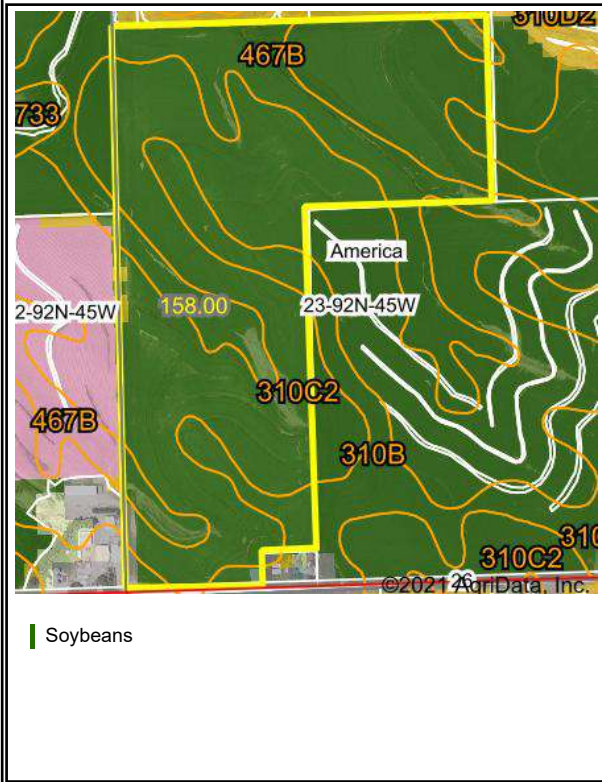 310D2
467B
733
America
2-92N-45W
158.00
23-92N-45W
310C2
467B
310B
310
310C2
26
©2021 AgriData, Inc.
Soybeans